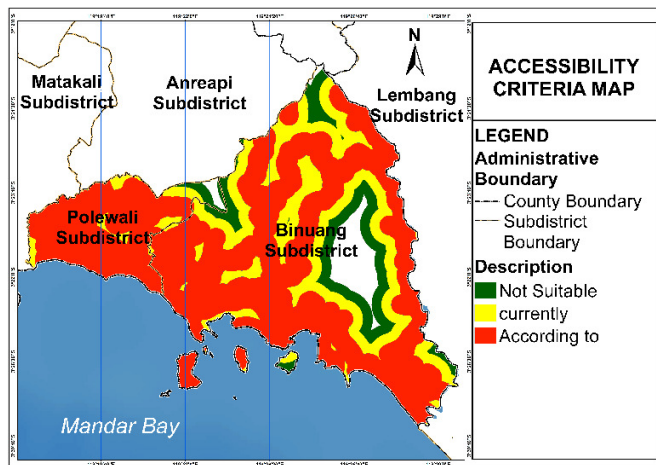 N
Matakali
Subdistrict
Anreapi
Subdistrict
Lembang
Subdistrict
Polewali
Subdistrict
Binuang
Subdistrict
Mandar Bay
ACCESSIBILITY
CRITERIA MAP
LEGEND
Administrative
Boundary
County Boundary
Subdistrict
Boundary
Description
Not Suitable
currently
According to